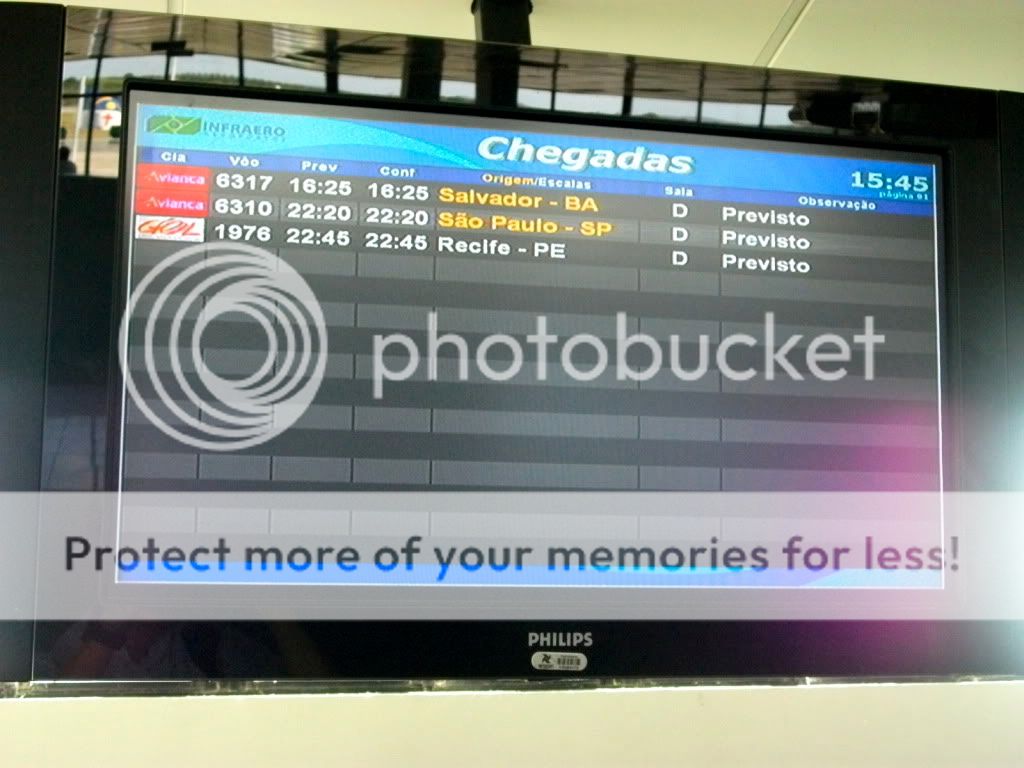 INFRAERO
Chegadas
15:45
página 01
Cia Vôo Prev Conf Origem/Escalas Sala Observação
Avianca 6317 16:25 16:25 Salvador - BA D Previsto
Avianca 6310 22:20 22:20 São Paulo - SP D Previsto
GOL 1976 22:45 22:45 Recife - PE D Previsto
photobucket
Protect more of your memories for less!
PHILIPS